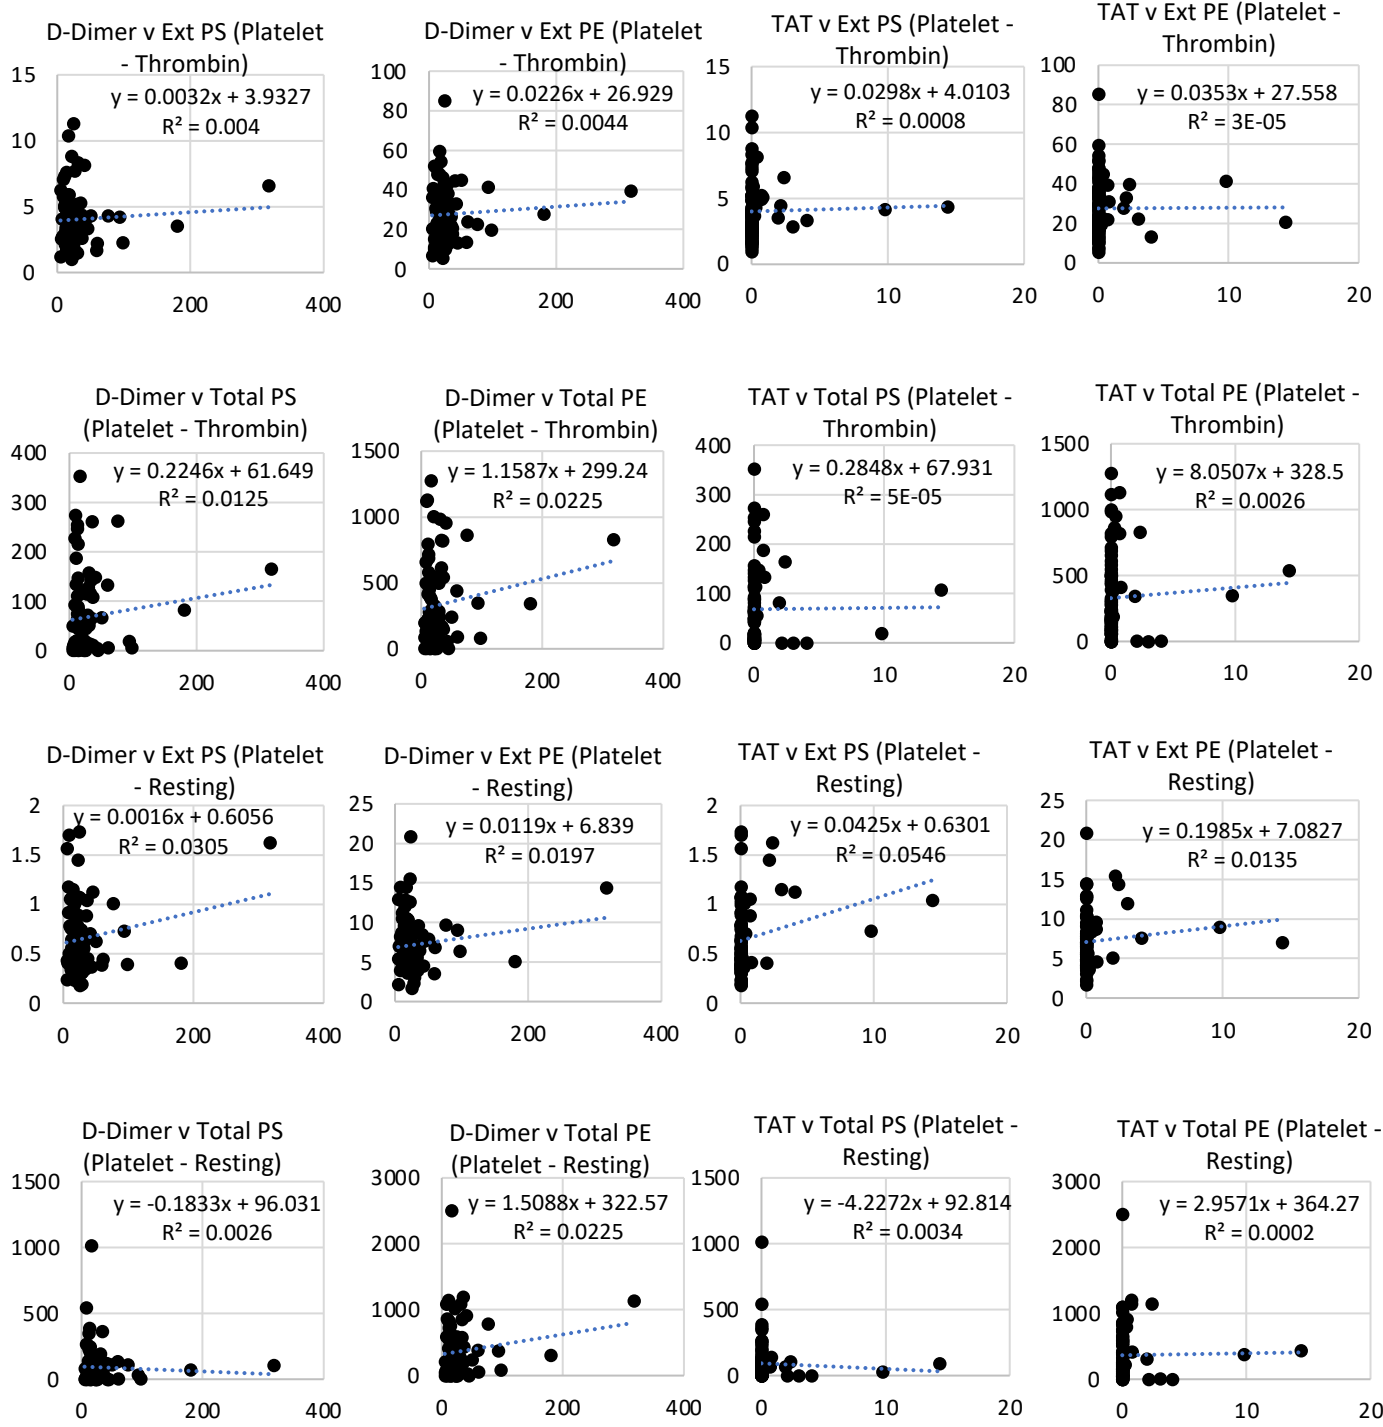 D-Dimer v Ext PS (Platelet
- Thrombin)
15
10
5
0
0
200
400
y = 0.0032x + 3.9327
R² = 0.004
D-Dimer v Ext PE (Platelet
- Thrombin)
100
80
60
40
20
0
0
200
400
y = 0.0226x + 26.929
R² = 0.0044
TAT v Ext PS (Platelet -
Thrombin)
15
10
5
0
0
10
20
y = 0.0298x + 4.0103
R² = 0.0008
TAT v Ext PE (Platelet -
Thrombin)
100
80
60
40
20
0
0
10
20
y = 0.0353x + 27.558
R² = 3E-05
D-Dimer v Total PS
(Platelet - Thrombin)
400
300
200
100
0
0
200
400
y = 0.2246x + 61.649
R² = 0.0125
D-Dimer v Total PE
(Platelet - Thrombin)
1500
1000
500
0
0
200
400
y = 1.1587x + 299.24
R² = 0.0225
TAT v Total PS (Platelet -
Thrombin)
400
300
200
100
0
0
10
20
y = 0.2848x + 67.931
R² = 5E-05
TAT v Total PE (Platelet -
Thrombin)
1500
1000
500
0
0
10
20
y = 8.0507x + 328.5
R² = 0.0026
D-Dimer v Ext PS (Platelet
- Resting)
2
1.5
1
0.5
0
0
200
400
y = 0.0016x + 0.6056
R² = 0.0305
D-Dimer v Ext PE (Platelet
- Resting)
25
20
15
10
5
0
0
200
400
y = 0.0119x + 6.839
R² = 0.0197
TAT v Ext PS (Platelet -
Resting)
2
1.5
1
0.5
0
0
10
20
y = 0.0425x + 0.6301
R² = 0.0546
TAT v Ext PE (Platelet -
Resting)
25
20
15
10
5
0
0
10
20
y = 0.1985x + 7.0827
R² = 0.0135
D-Dimer v Total PS
(Platelet - Resting)
1500
1000
500
0
0
200
400
y = -0.1833x + 96.031
R² = 0.0026
D-Dimer v Total PE
(Platelet - Resting)
3000
2000
1000
0
0
200
400
y = 1.5088x + 322.57
R² = 0.0225
TAT v Total PS (Platelet -
Resting)
1500
1000
500
0
0
10
20
y = -4.2272x + 92.814
R² = 0.0034
TAT v Total PE (Platelet -
Resting)
3000
2000
1000
0
0
10
20
y = 2.9571x + 364.27
R² = 0.0002